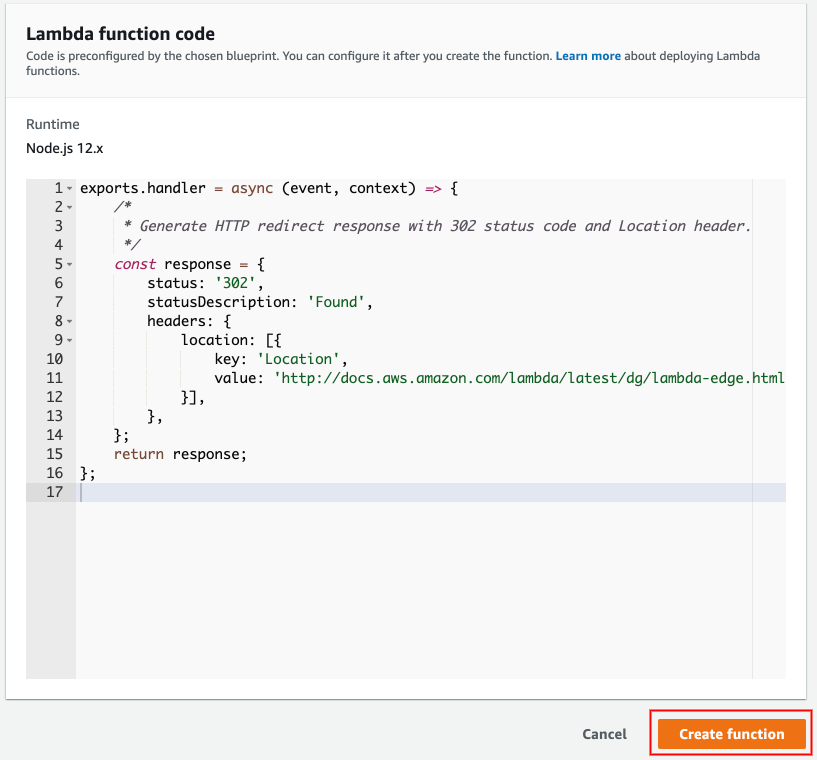 Lambda function code
Code is preconfigured by the chosen blueprint. You can configure it after you create the function. Learn more about deploying Lambda
functions.
Runtime
Node.js 12.x
1 exports.handler = async (event, context) => {
2     /*
3      * Generate HTTP redirect response with 302 status code and Location header.
4      */
5     const response = {
6         status: '302',
7         statusDescription: 'Found',
8         headers: {
9             location: [{
10                 key: 'Location',
11                 value: 'http://docs.aws.amazon.com/lambda/latest/dg/lambda-edge.html
12             }],
13         },
14     };
15     return response;
16 };
17
Cancel
Create function